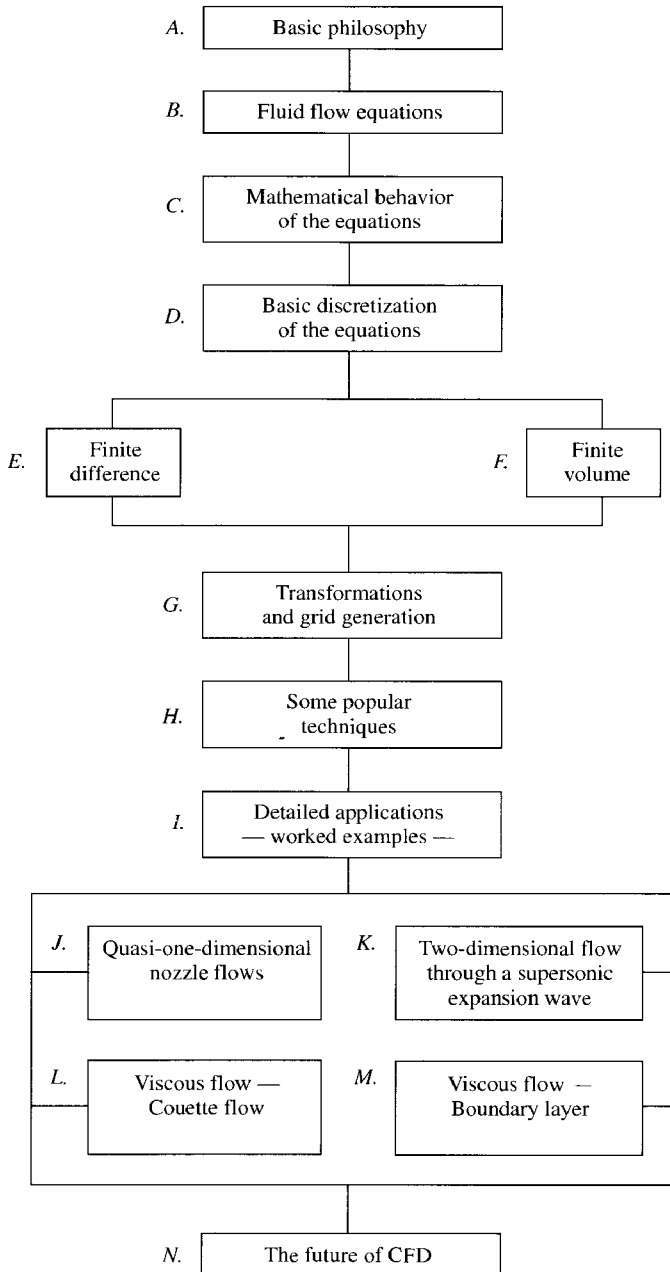 A. Basic philosophy
B. Fluid flow equations
C. Mathematical behavior
of the equations
D. Basic discretization
of the equations
E. Finite
difference
F. Finite
volume
G. Transformations
and grid generation
H. Some popular
techniques
I. Detailed applications
— worked examples —
J. Quasi-one-dimensional
nozzle flows
K. Two-dimensional flow
through a supersonic
expansion wave
L. Viscous flow —
Couette flow
M. Viscous flow —
Boundary layer
N. The future of CFD